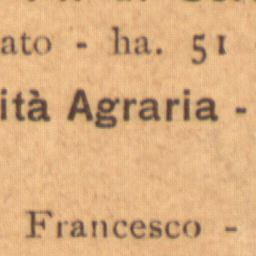 ato - ha. 51
ità Agraria -
Francesco -